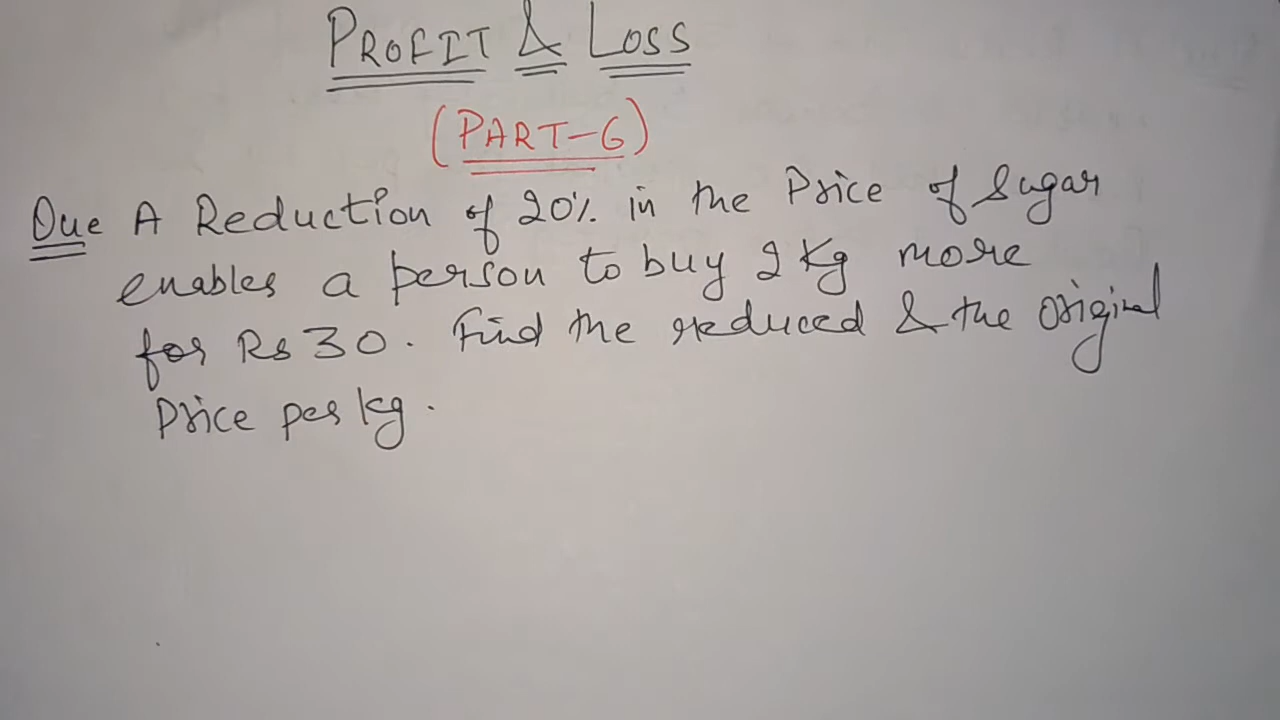 PROFIT & LOSS
(PART-6)
Que A Reduction of 20% in the Price of Sugar
enables a person to buy 2 Kg more
for Rs 30. Find the reduced & the Original
Price per kg.